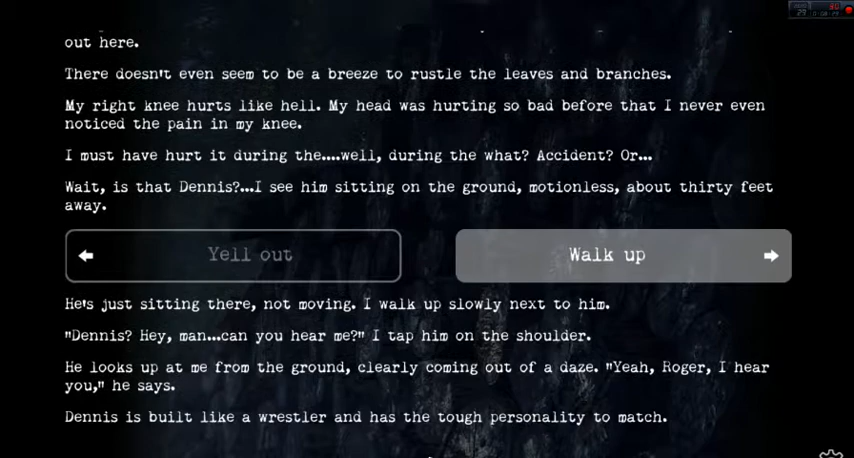 out here.
There doesn't even seem to be a breeze to rustle the leaves and branches.
My right knee hurts like hell. My head was hurting so bad before that I never even
noticed the pain in my knee.
I must have hurt it during the....well, during the what? Accident? Or...
Wait, is that Dennis?...I see him sitting on the ground, motionless, about thirty feet
away.
Yell out
Walk up
He's just sitting there, not moving. I walk up slowly next to him.
"Dennis? Hey, man...can you hear me?" I tap him on the shoulder.
He looks up at me from the ground, clearly coming out of a daze. "Yeah, Roger, I hear
you," he says.
Dennis is built like a wrestler and has the tough personality to match.